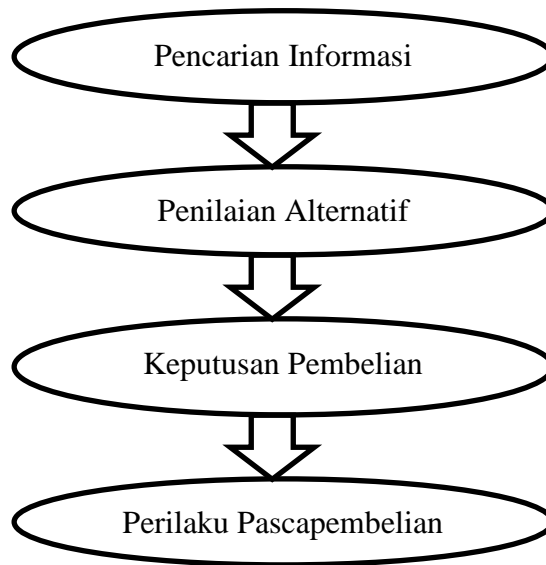 Pencarian Informasi
Penilaian Alternatif
Keputusan Pembelian
Perilaku Pascapembelian